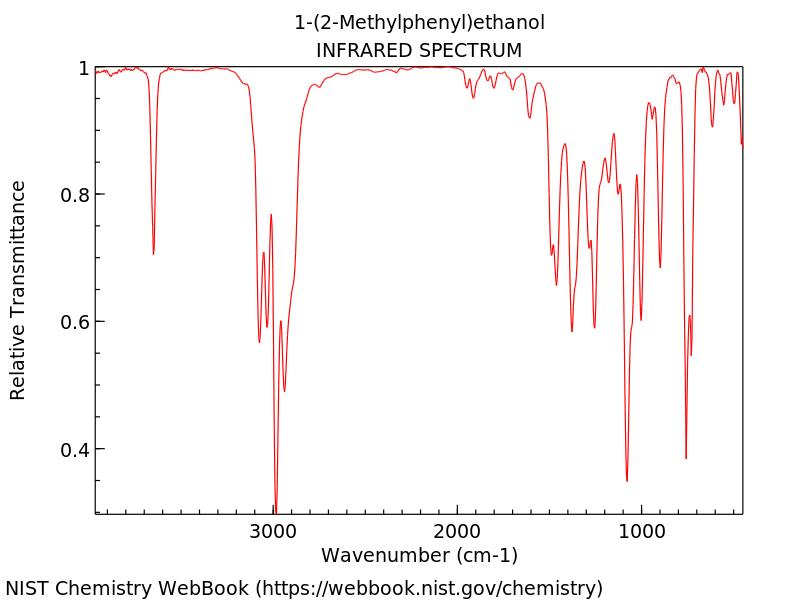 1-(2-Methylphenyl)ethanol
INFRARED SPECTRUM
1
0.8
0.6
0.4
Relative Transmittance
3000 2000 1000
Wavenumber (cm-1)
NIST Chemistry WebBook (https://webbook.nist.gov/chemistry)